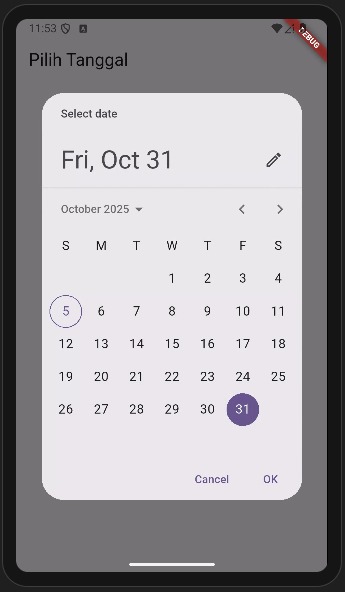 11:53
DEBUG
Pilih Tanggal
Select date
Fri, Oct 31
October 2025
S M T W T F S
1 2 3 4
5 6 7 8 9 10 11
12 13 14 15 16 17 18
19 20 21 22 23 24 25
26 27 28 29 30 31
Cancel OK